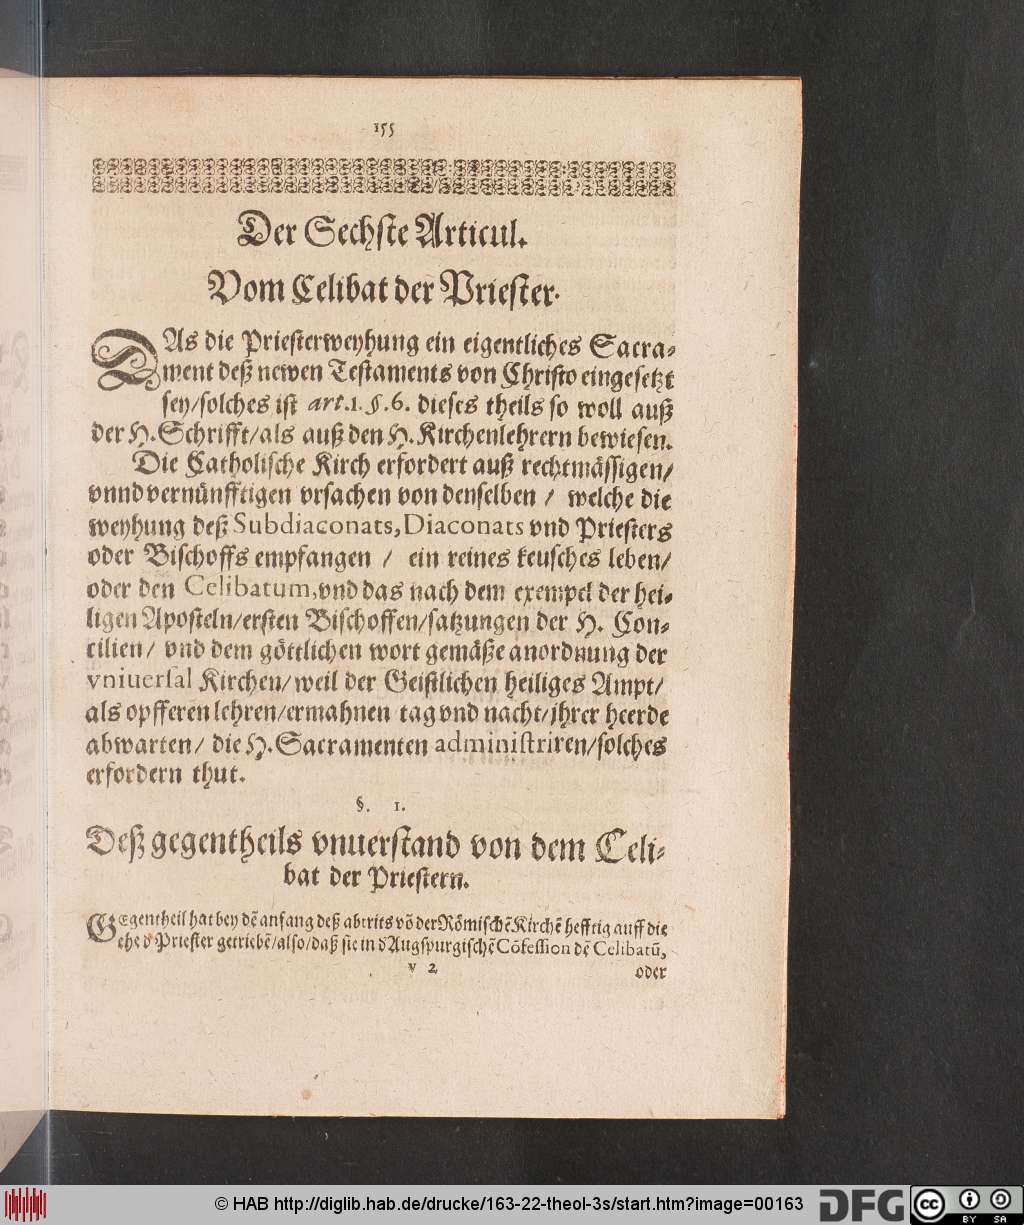 155
Der Sechste Articul.
Vom Celibat der Priester.
DAs die Priesterweyhung ein eigentliches Sacra-
ment deß newen Testaments von Christo eingesetzt
sey/solches ist art.1.§.6. dieses theils so woll auß
der H. Schrifft/als auß den H. Kirchenlehrern bewiesen.
Die Catholische Kirch erfordert auß rechtmässigen/
vnnd vernünfftigen vrsachen von denselben / welche die
weyhung deß Subdiaconats, Diaconats vnd Priesters
oder Bischoffs empfangen / ein reines keusches leben/
oder den Celibatum, vnd das nach dem exempel der hei-
ligen Aposteln/ersten Bischoffen/satzungen der H. Con-
cilien/ vnd dem göttlichen wort gemäße anordnung der
vniuersal Kirchen/weil der Geistlichen heiliges Ampt/
als opfferen lehren/ermahnen tag vnd nacht/jhrer heerde
abwarten/ die H. Sacramenten administriren/solches
erfordern thut.
§. 1.
Deß gegentheils vnuerstand von dem Celi-
bat der Priestern.
GEgentheil hat bey dē anfang deß abtrits võ der Römischē Kirchē hefftig auff die
ehe d' Priester getriebē/also/daß sie in d' Augspurgischē Cōfession dē Celibatū,
v 2
oder
© HAB http://diglib.hab.de/drucke/163-22-theol-3s/start.htm?image=00163
DFG
cc
BY SA